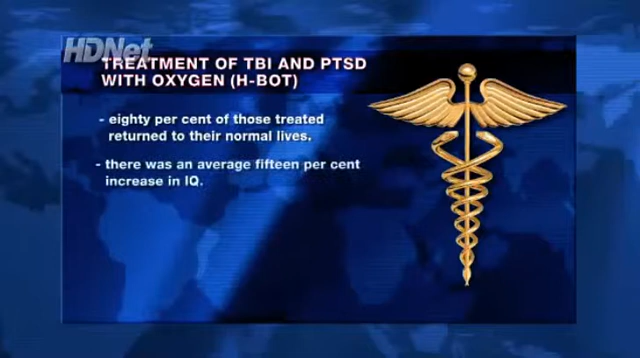 HDNet
TREATMENT OF TBI AND PTSD
WITH OXYGEN (H-BOT)
- eighty per cent of those treated
returned to their normal lives.
- there was an average fifteen per cent
increase in IQ.